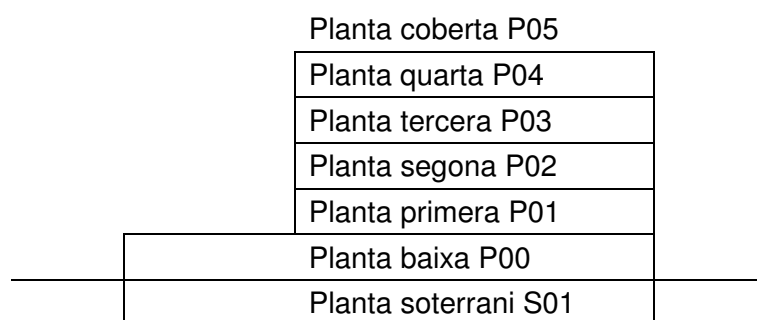 Planta coberta P05
Planta quarta P04
Planta tercera P03
Planta segona P02
Planta primera P01
Planta baixa P00
Planta soterrani S01